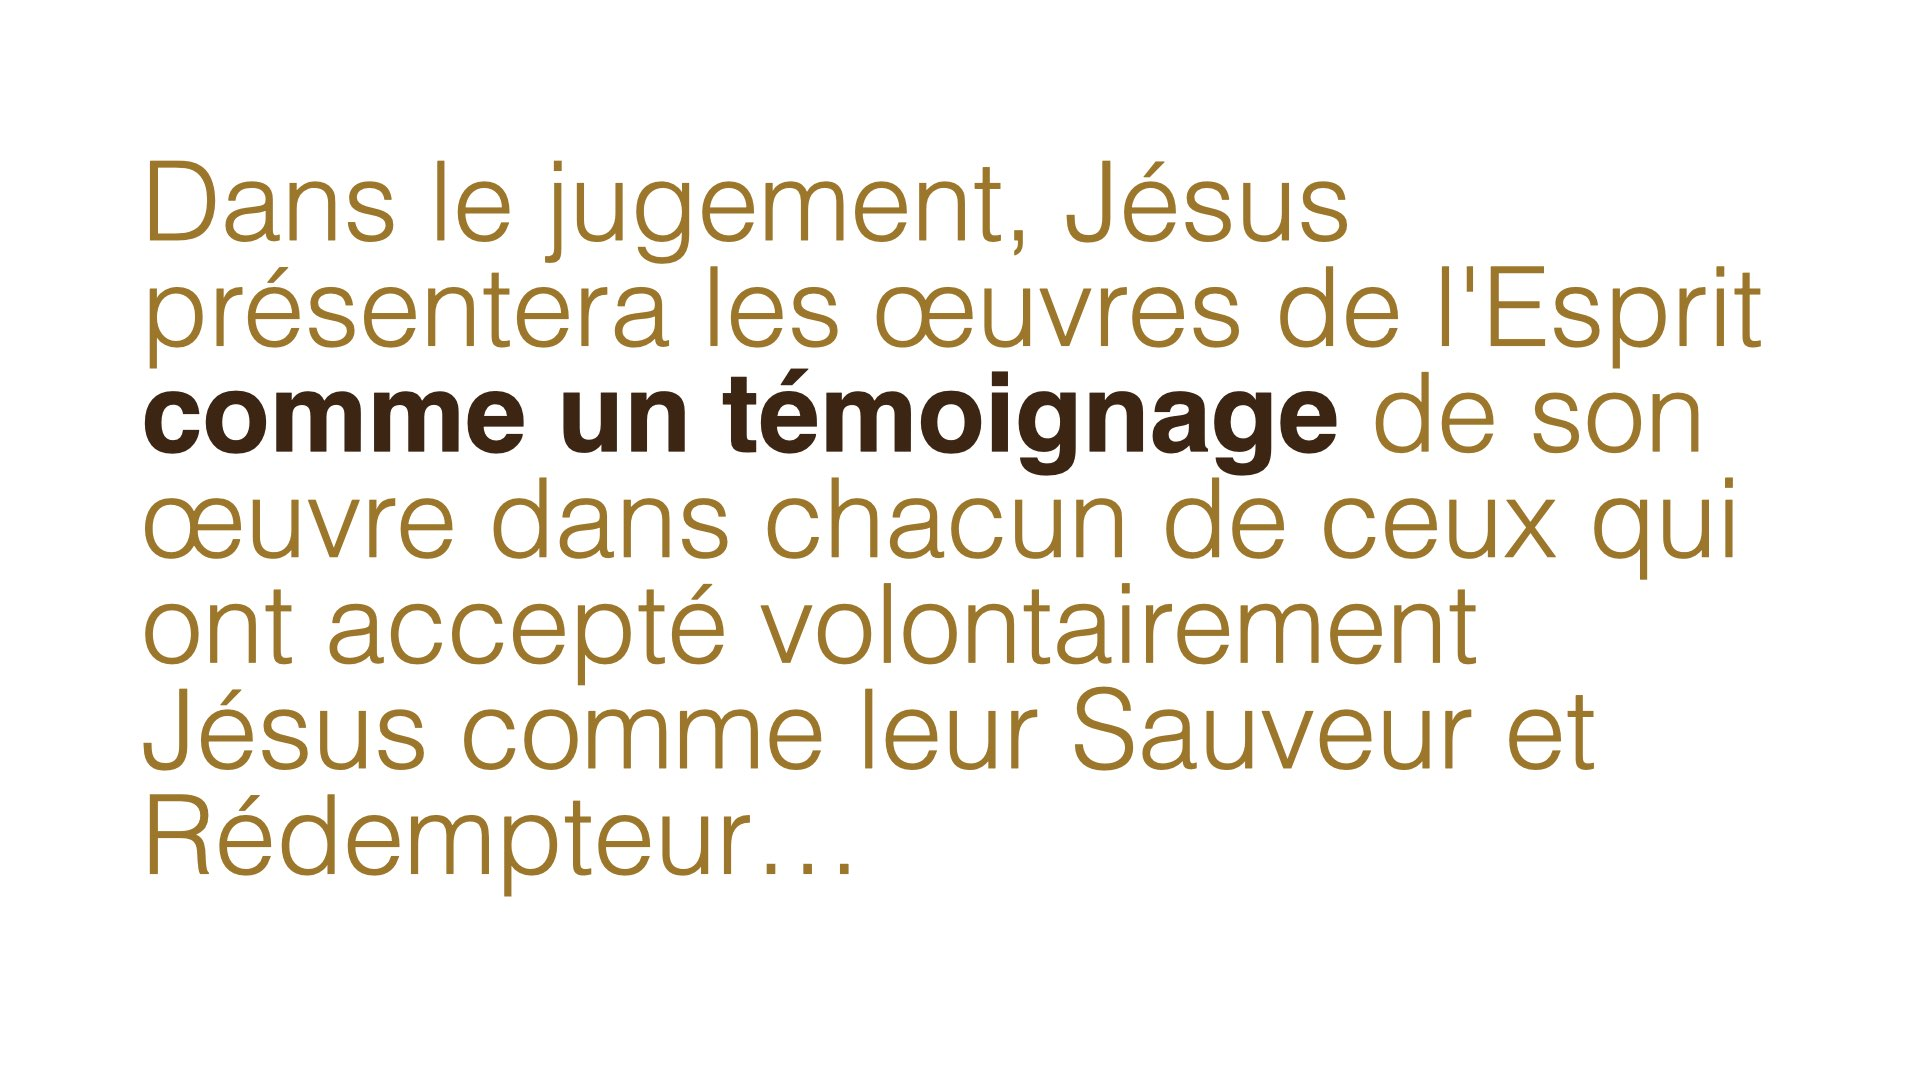 Dans le jugement, Jésus
présentera les œuvres de l'Esprit
comme un témoignage de son
œuvre dans chacun de ceux qui
ont accepté volontairement
Jésus comme leur Sauveur et
Rédempteur…